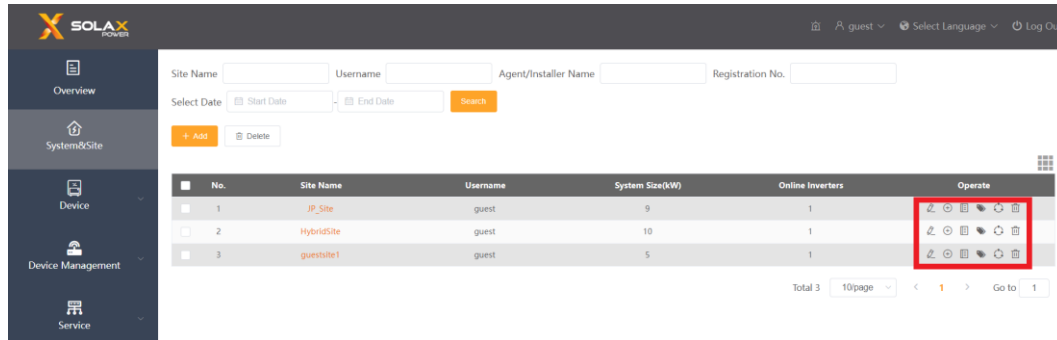 SOLAX
POWER
guest
Select Language
Log Ou
Overview
System&Site
Device
Device Management
Service
Site Name
Username
Agent/Installer Name
Registration No.
Select Date
Start Date
-
End Date
Search
+ Add
Delete
No. Site Name Username System Size(kW) Online Inverters Operate
1 JP_Site guest 9 1
2 HybridSite guest 10 1
3 guestsite1 guest 5 1
Total 3 10/page < 1 > Go to 1